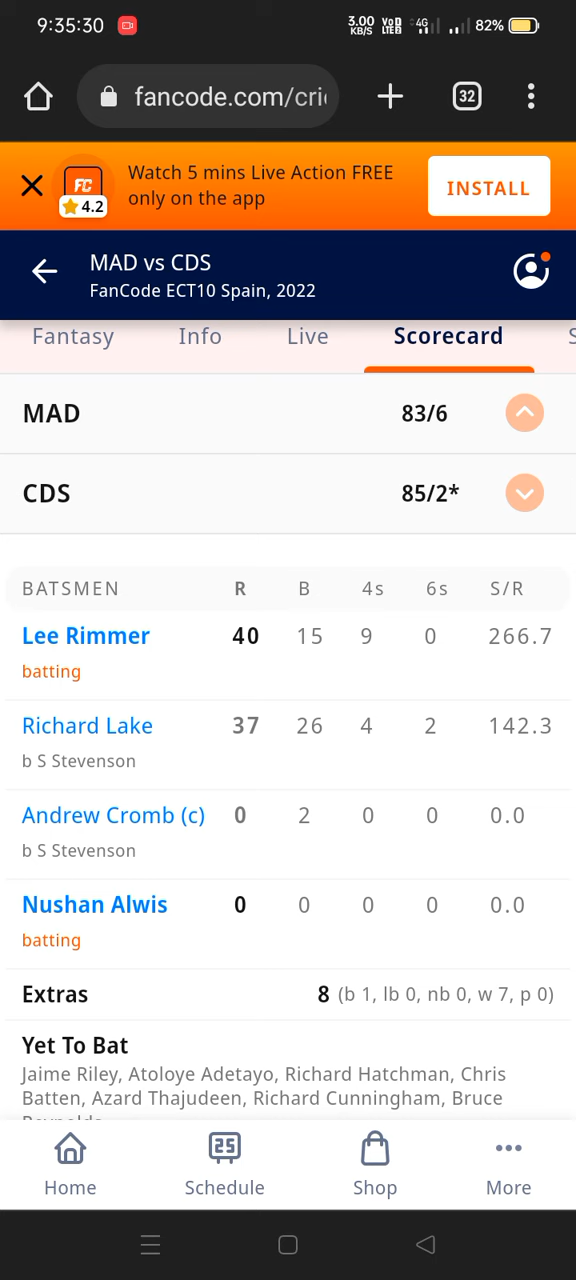 9:35:30
3.00 KB/S
VoD LTE2
4G
82%
fancode.com/cri
32
Watch 5 mins Live Action FREE
only on the app
FC
4.2
INSTALL
MAD vs CDS
FanCode ECT10 Spain, 2022
Fantasy Info Live Scorecard S
MAD 83/6
CDS 85/2*
BATSMEN R B 4s 6s S/R
Lee Rimmer 40 15 9 0 266.7
batting
Richard Lake 37 26 4 2 142.3
b S Stevenson
Andrew Cromb (c) 0 2 0 0 0.0
b S Stevenson
Nushan Alwis 0 0 0 0 0.0
batting
Extras 8 (b 1, lb 0, nb 0, w 7, p 0)
Yet To Bat
Jaime Riley, Atoloye Adetayo, Richard Hatchman, Chris
Batten, Azard Thajudeen, Richard Cunningham, Bruce
25
Home Schedule Shop More